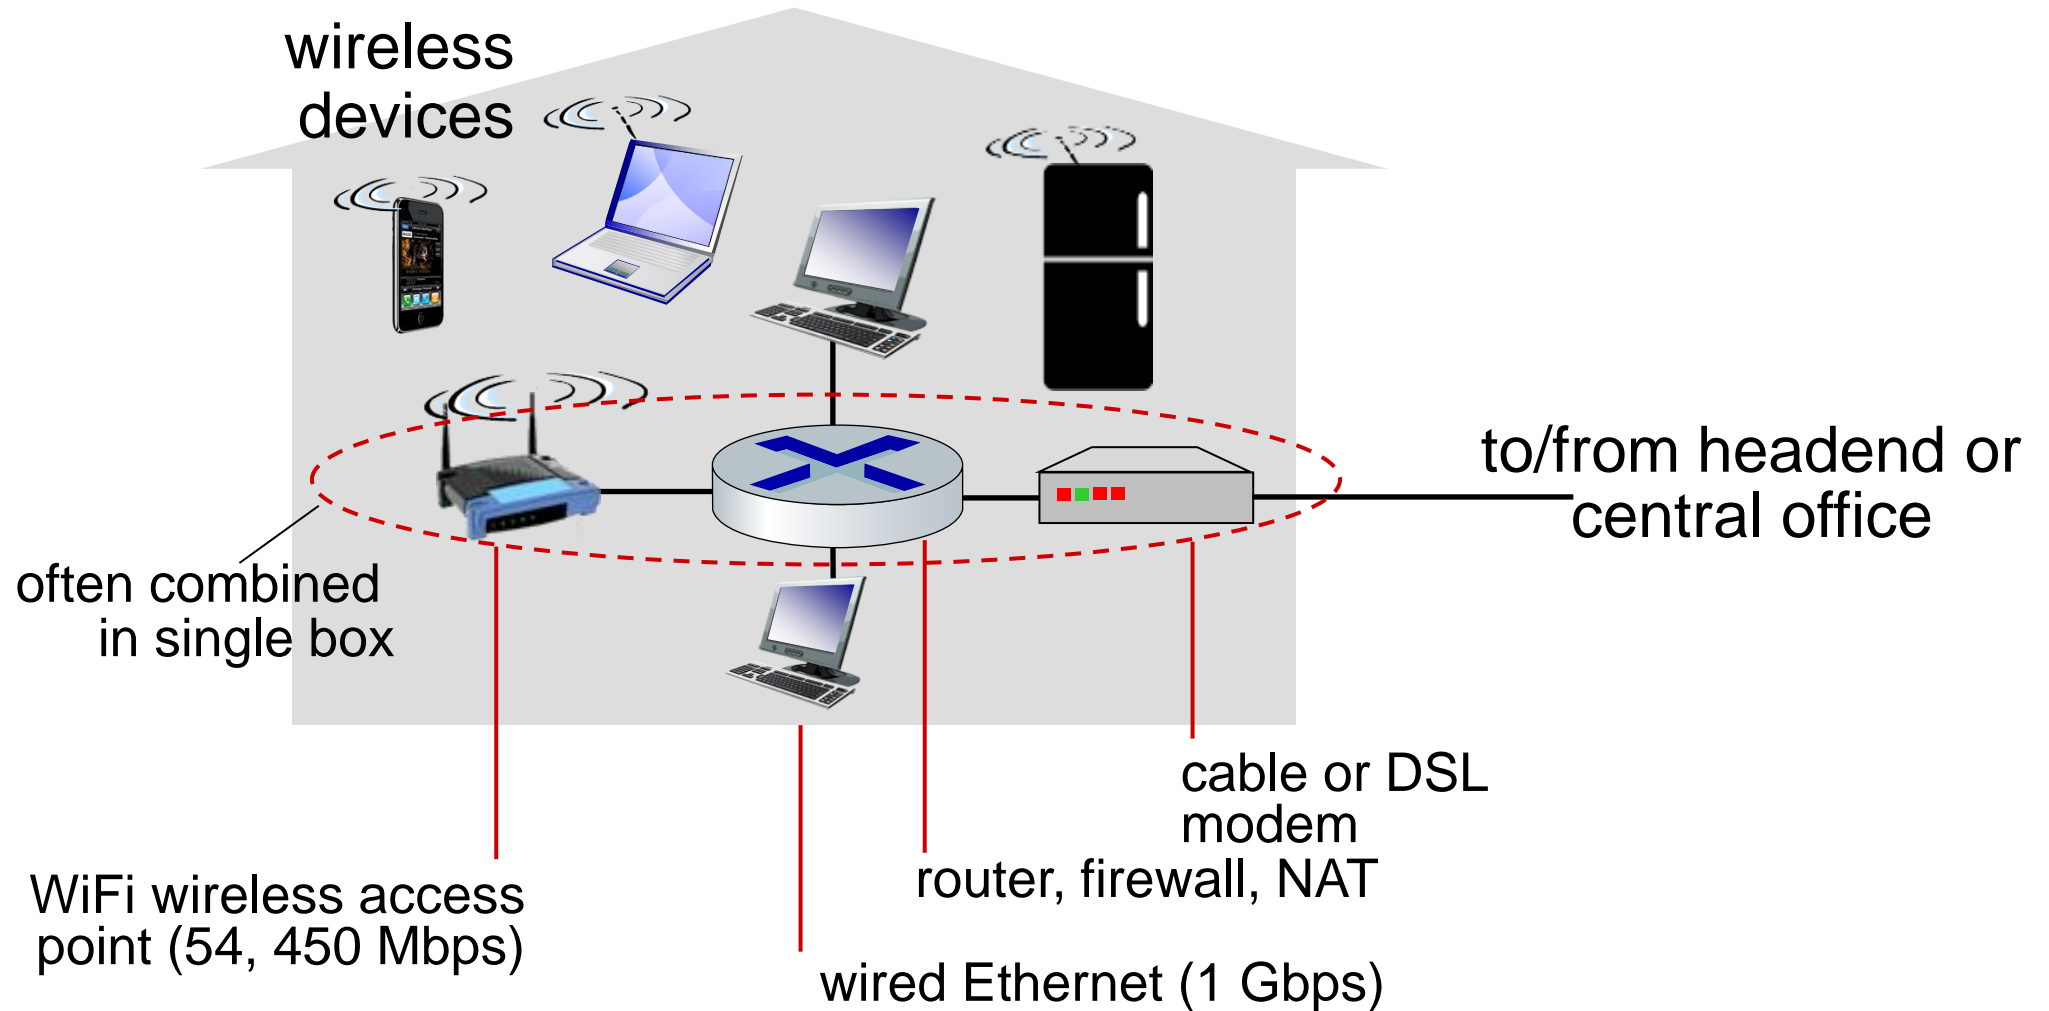 wireless
devices
to/from headend or
central office
often combined
in single box
cable or DSL
modem
router, firewall, NAT
WiFi wireless access
point (54, 450 Mbps)
wired Ethernet (1 Gbps)